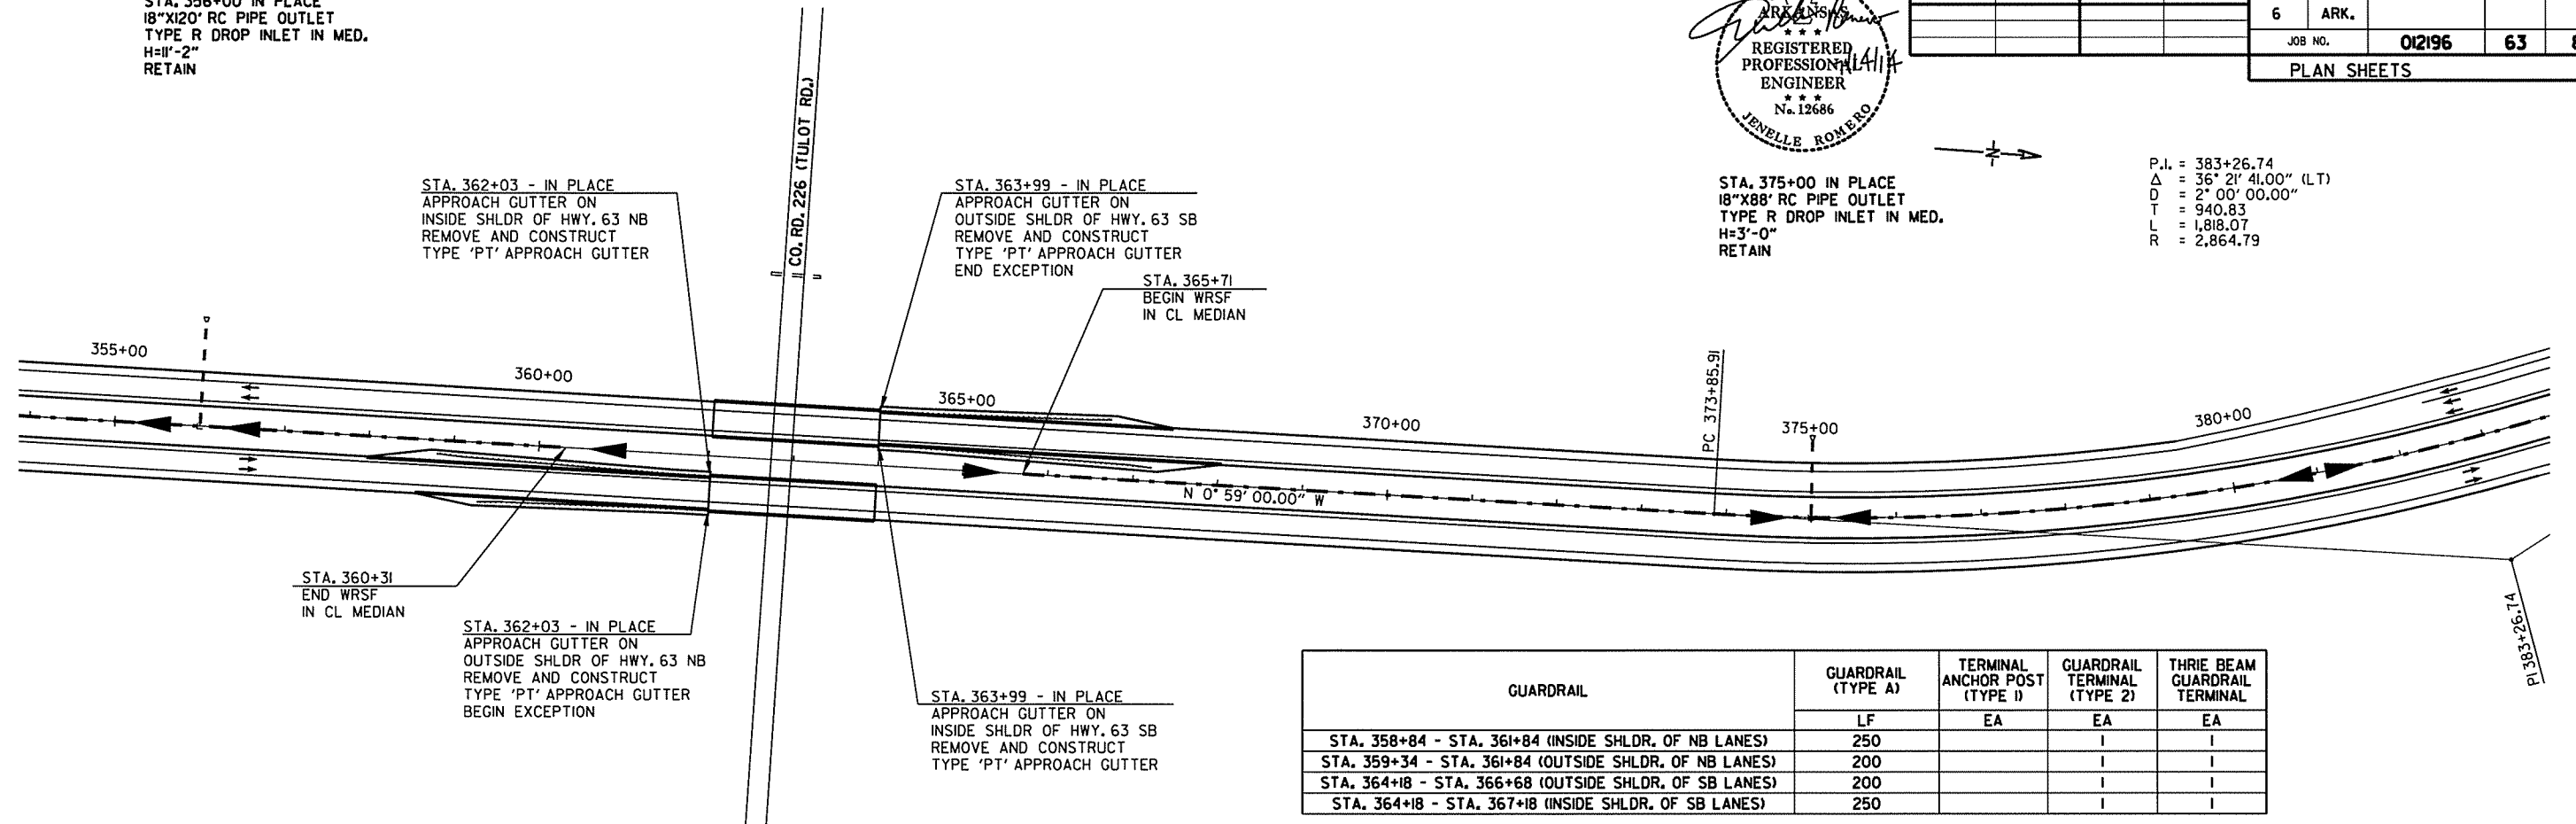 STA. 356+00 IN PLACE
18"X120' RC PIPE OUTLET
TYPE R DROP INLET IN MED.
H=11'-2"
RETAIN
ARKANSAS
★ ★ ★
REGISTERED
PROFESSIONAL
ENGINEER
★ ★ ★
No. 12686
JENELLE ROMERO
6 ARK.
JOB NO. 012196 63
PLAN SHEETS
CO. RD. 226 (TULOT RD.)
STA. 362+03 - IN PLACE
APPROACH GUTTER ON
INSIDE SHLDR OF HWY. 63 NB
REMOVE AND CONSTRUCT
TYPE 'PT' APPROACH GUTTER
STA. 363+99 - IN PLACE
APPROACH GUTTER ON
OUTSIDE SHLDR OF HWY. 63 SB
REMOVE AND CONSTRUCT
TYPE 'PT' APPROACH GUTTER
END EXCEPTION
STA. 365+71
BEGIN WRSF
IN CL MEDIAN
N
STA. 375+00 IN PLACE
18"X88' RC PIPE OUTLET
TYPE R DROP INLET IN MED.
H=3'-0"
RETAIN
P.I. = 383+26.74
Δ = 36° 21' 41.00" (LT)
D = 2° 00' 00.00"
T = 940.83
L = 1,818.07
R = 2,864.79
355+00
360+00
365+00
370+00
PC 373+85.91
375+00
380+00
N 0° 59' 00.00" W
STA. 360+31
END WRSF
IN CL MEDIAN
STA. 362+03 - IN PLACE
APPROACH GUTTER ON
OUTSIDE SHLDR OF HWY. 63 NB
REMOVE AND CONSTRUCT
TYPE 'PT' APPROACH GUTTER
BEGIN EXCEPTION
STA. 363+99 - IN PLACE
APPROACH GUTTER ON
INSIDE SHLDR OF HWY. 63 SB
REMOVE AND CONSTRUCT
TYPE 'PT' APPROACH GUTTER
PI 383+26.74
GUARDRAIL
GUARDRAIL
(TYPE A)
TERMINAL
ANCHOR POST
(TYPE 1)
GUARDRAIL
TERMINAL
(TYPE 2)
THRIE BEAM
GUARDRAIL
TERMINAL
LF EA EA EA
STA. 358+84 - STA. 361+84 (INSIDE SHLDR. OF NB LANES) 250 1 1
STA. 359+34 - STA. 361+84 (OUTSIDE SHLDR. OF NB LANES) 200 1 1
STA. 364+18 - STA. 366+68 (OUTSIDE SHLDR. OF SB LANES) 200 1 1
STA. 364+18 - STA. 367+18 (INSIDE SHLDR. OF SB LANES) 250 1 1